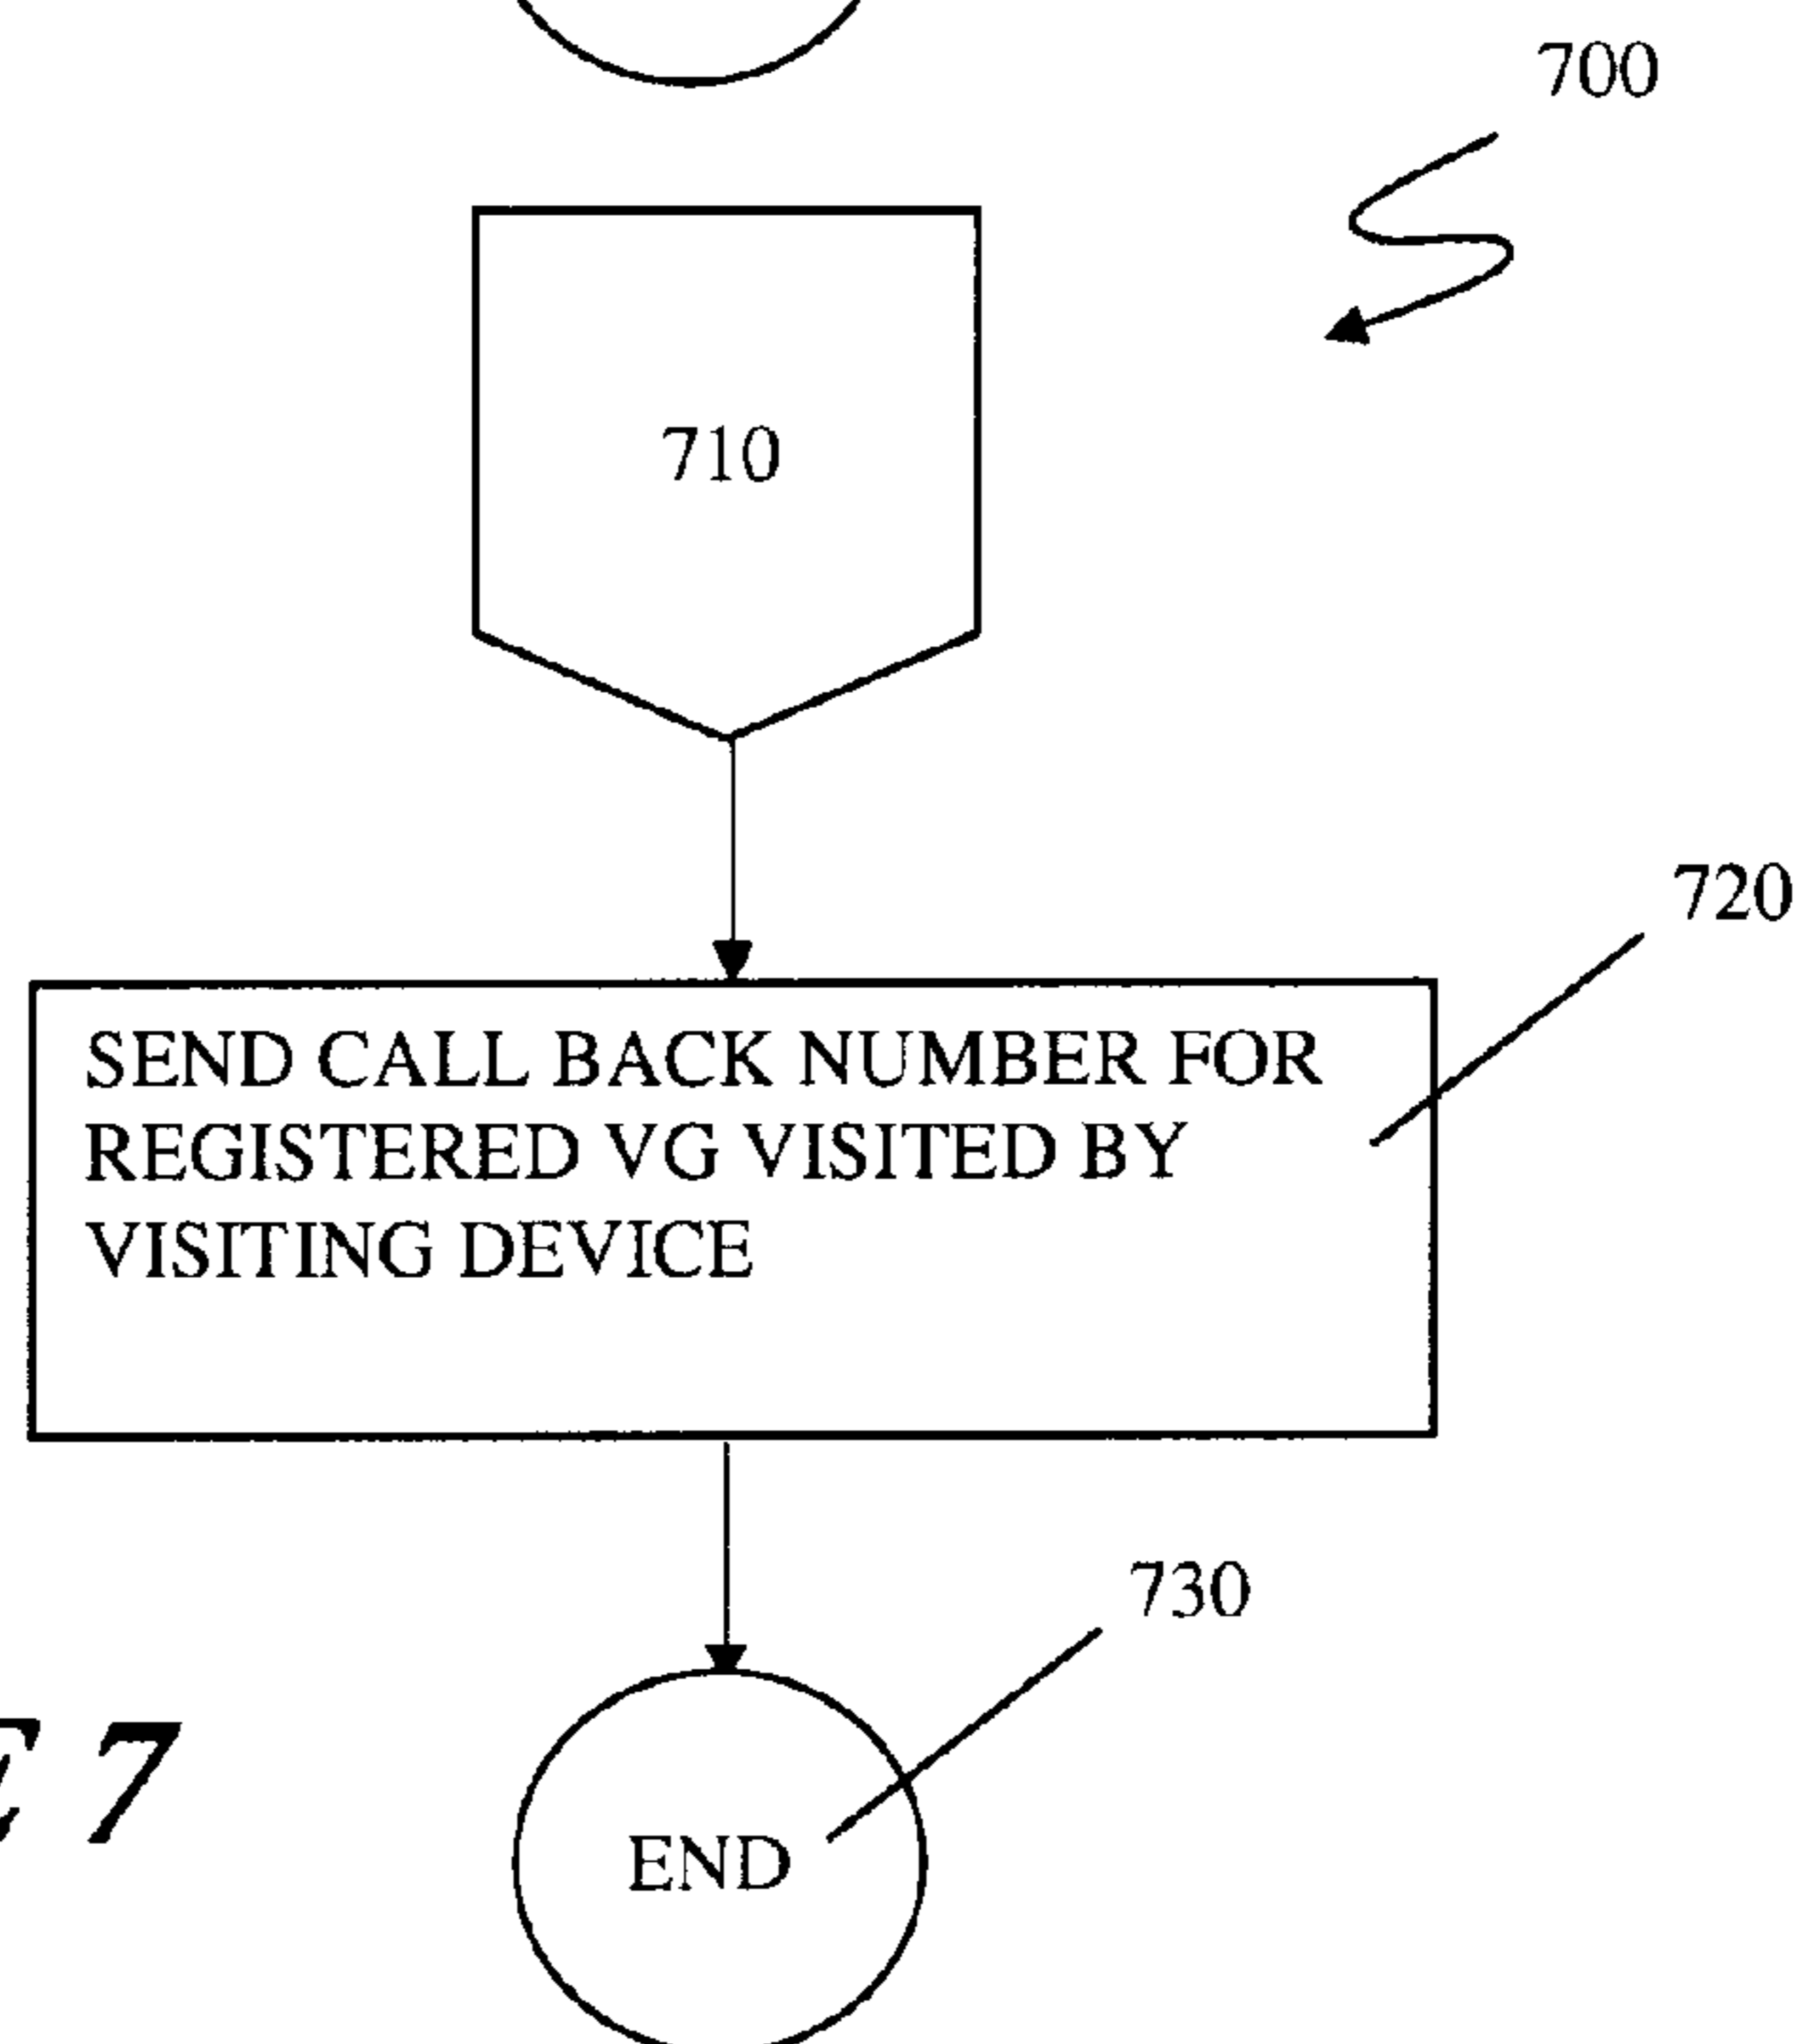 700
710
720
SEND CALL BACK NUMBER FOR
REGISTERED VG VISITED BY
VISITING DEVICE
730
E 7
END